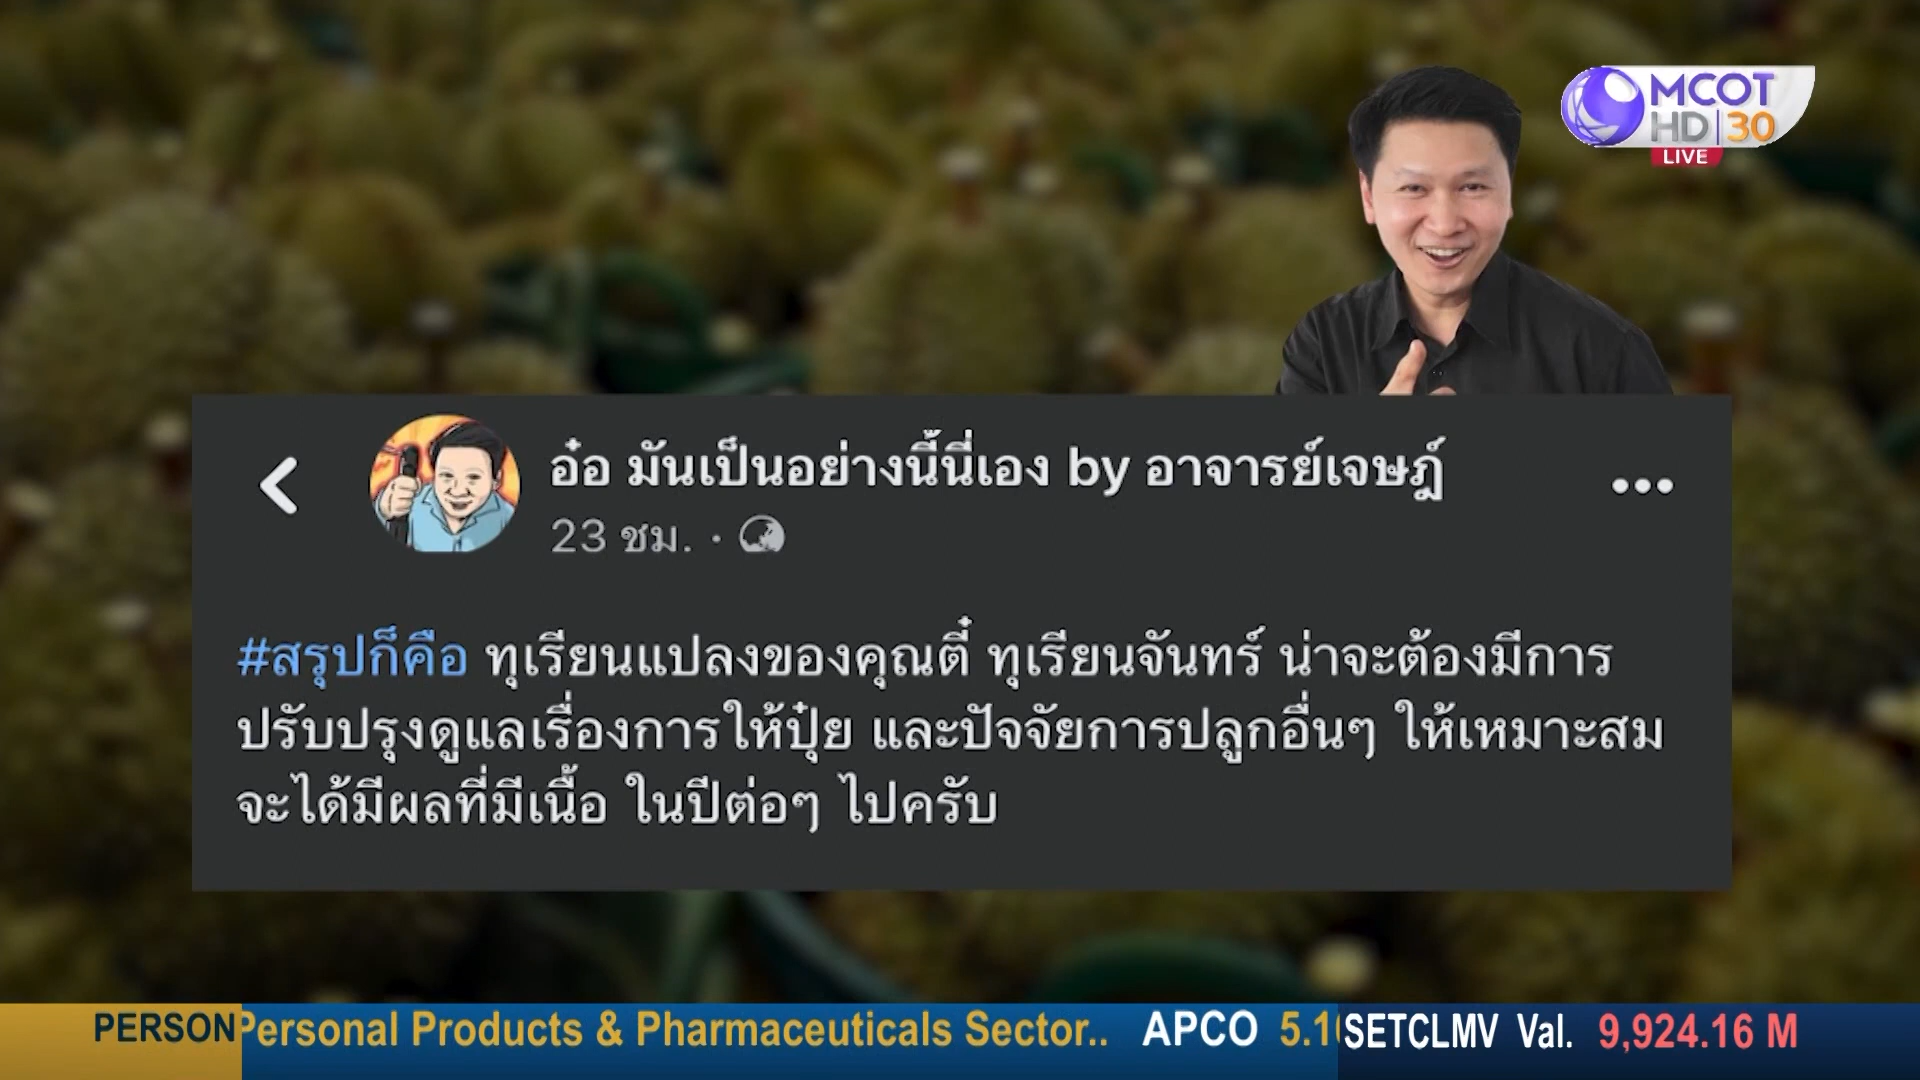 MCOT
HD 30
LIVE
อ๋อ มันเป็นอย่างนี้นี่เอง by อาจารย์เจษฎ์
23 ชม. ·
#สรุปก็คือ ทุเรียนแปลงของคุณตี๋ ทุเรียนจันทร์ น่าจะต้องมีการ
ปรับปรุงดูแลเรื่องการให้ปุ๋ย และปัจจัยการปลูกอื่นๆ ให้เหมาะสม
จะได้มีผลที่มีเนื้อ ในปีต่อๆ ไปครับ
PERSON Personal Products & Pharmaceuticals Sector.. APCO 5.1 SETCLMV Val. 9,924.16 M